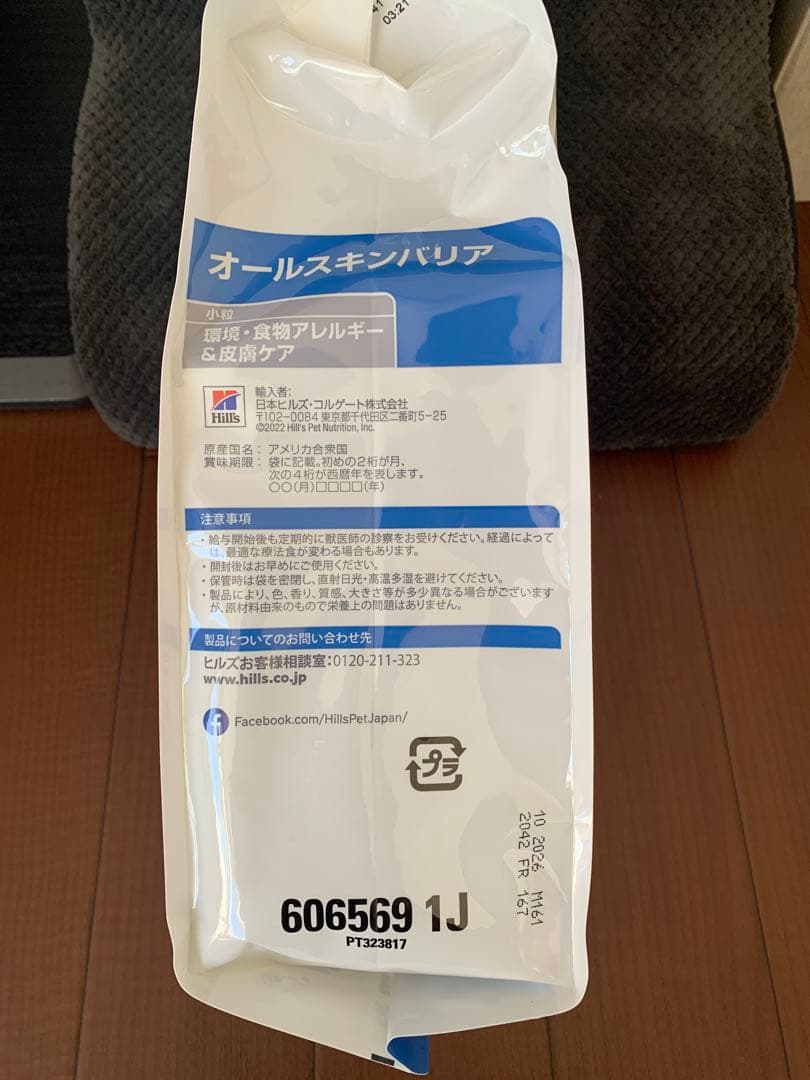 41
03:21
オールスキンバリア
小粒
環境・食物アレルギー
&皮膚ケア
Hill's
輸入者:
日本ヒルズ・コルゲート株式会社
〒102-0084 東京都千代田区二番町5-25
©2022 Hill's Pet Nutrition, Inc.
原産国名: アメリカ合衆国
賞味期限: 袋に記載。初めの2桁が月、
次の4桁が西暦年を表します。
○○(月)□□□□(年)
注意事項
・給与開始後も定期的に獣医師の診察をお受けください。経過によって
は、最適な療法食が変わる場合もあります。
・開封後はお早めにご使用ください。
・保管時は袋を密閉し、直射日光・高温多湿を避けてください。
・製品により、色、香り、質感、大きさ等が多少異なる場合がございます
が、原材料由来のもので栄養上の問題はありません。
製品についてのお問い合わせ先
ヒルズお客様相談室:0120-211-323
www.hills.co.jp
Facebook.com/HillsPetJapan/
プラ
10 2026 M161
2042 FR 167
606569 1J
PT323817